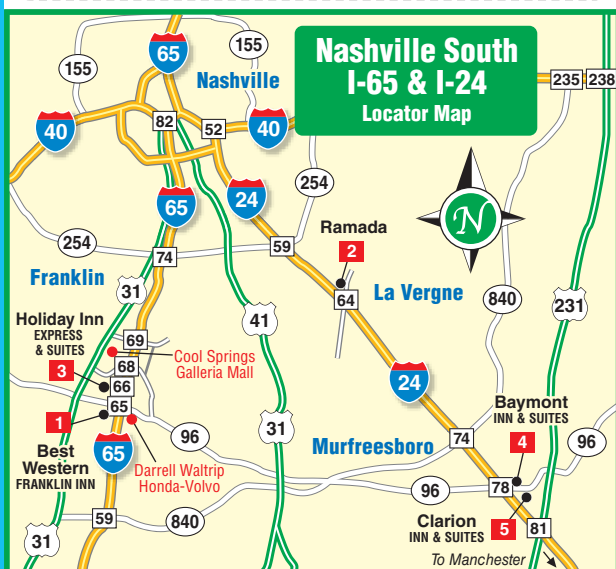 Nashville South
I-65 & I-24
Locator Map
65
155
155
Nashville
235
238
82
40
52
40
65
24
254
254
59
Ramada
2
74
Franklin
31
64
La Vergne
840
231
41
Holiday Inn
EXPRESS
& SUITES
69
Cool Springs
Galleria Mall
68
3
66
24
65
1
Baymont
INN & SUITES
31
96
Murfreesboro
74
4
96
Best
Western
FRANKLIN INN
65
Darrell Waltrip
Honda-Volvo
96
78
Clarion
INN & SUITES
5
59
840
81
31
To Manchester
N